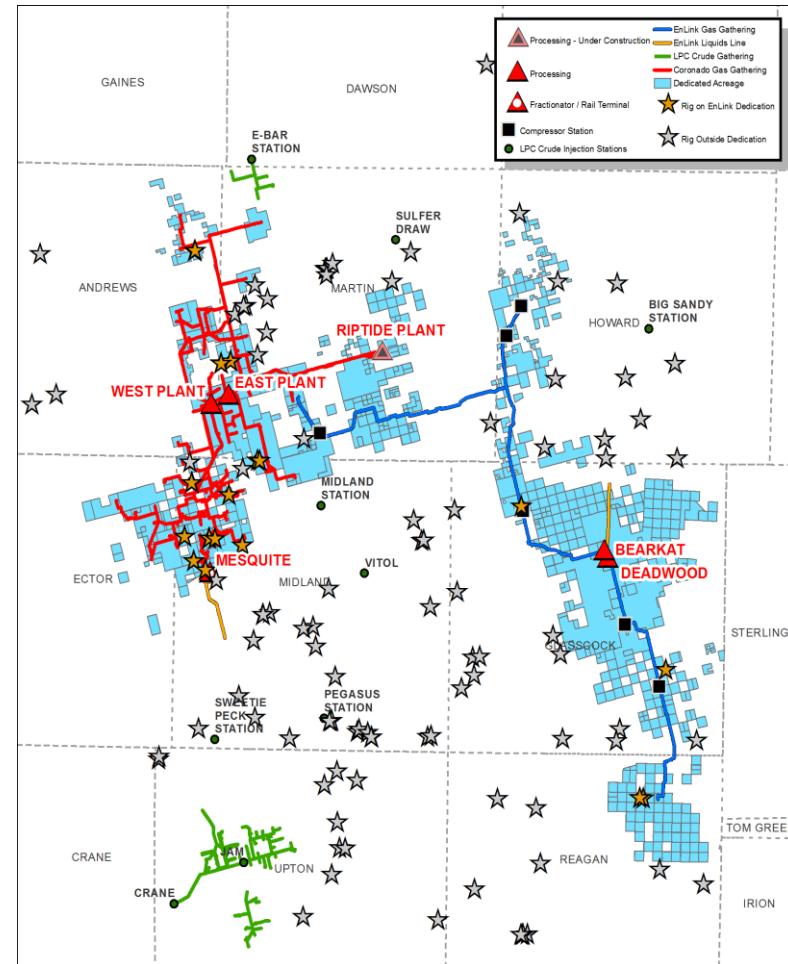 GAINES
DAWSON
Processing - Under Construction
Processing
Fractionator / Rail Terminal
Compressor Station
LPC Crude Injection Stations
EnLink Gas Gathering
EnLink Liquids Line
LPC Crude Gathering
Coronado Gas Gathering
Dedicated Acreage
Rig on EnLink Dedication
Rig Outside Dedication
E-BAR
STATION
SULFER
DRAW
ANDREWS
MARTIN
HOWARD
BIG SANDY
STATION
RIPTIDE PLANT
WEST PLANT
EAST PLANT
MIDLAND
STATION
VITOL
MESQUITE
ECTOR
MIDLAND
BEARKAT
DEADWOOD
GLASSCOCK
STERLING
SWEETIE
PECK
STATION
PEGASUS
STATION
CRANE
JAM
UPTON
CRANE
REAGAN
TOM GREE
IRION